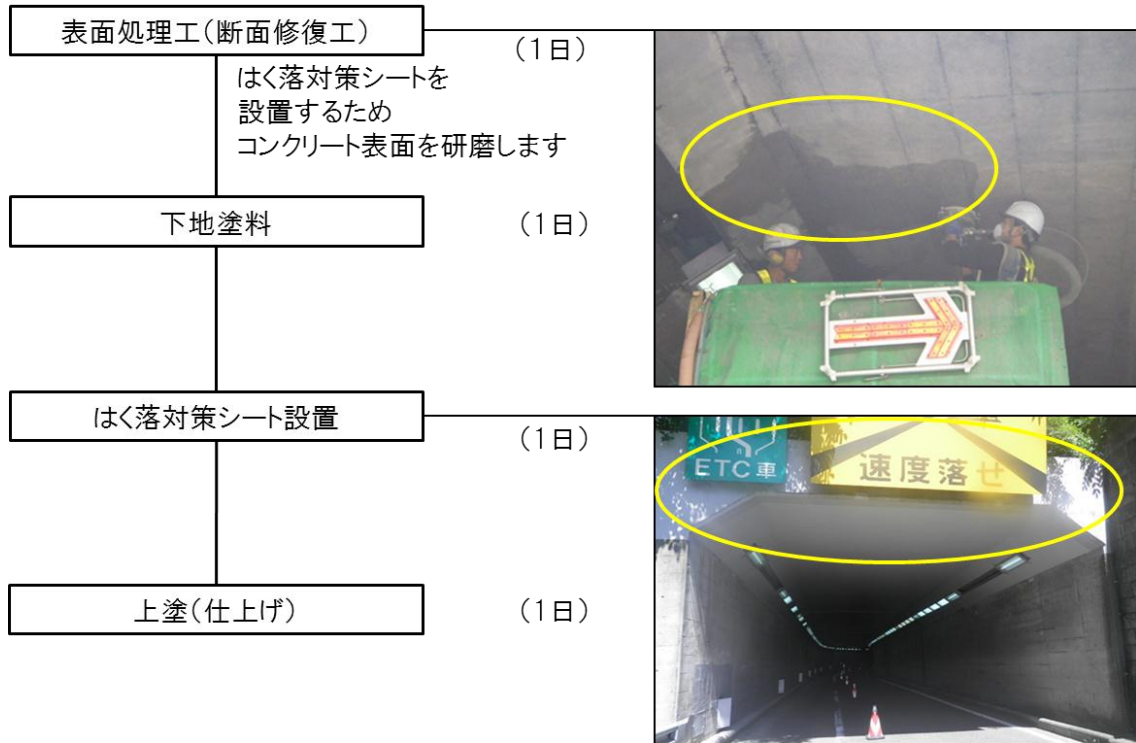 表面処理工(断面修復工)
(1日)
はく落対策シートを
設置するため
コンクリート表面を研磨します
下地塗料
(1日)
はく落対策シート設置
(1日)
ETC車
速度落せ
上塗(仕上げ)
(1日)